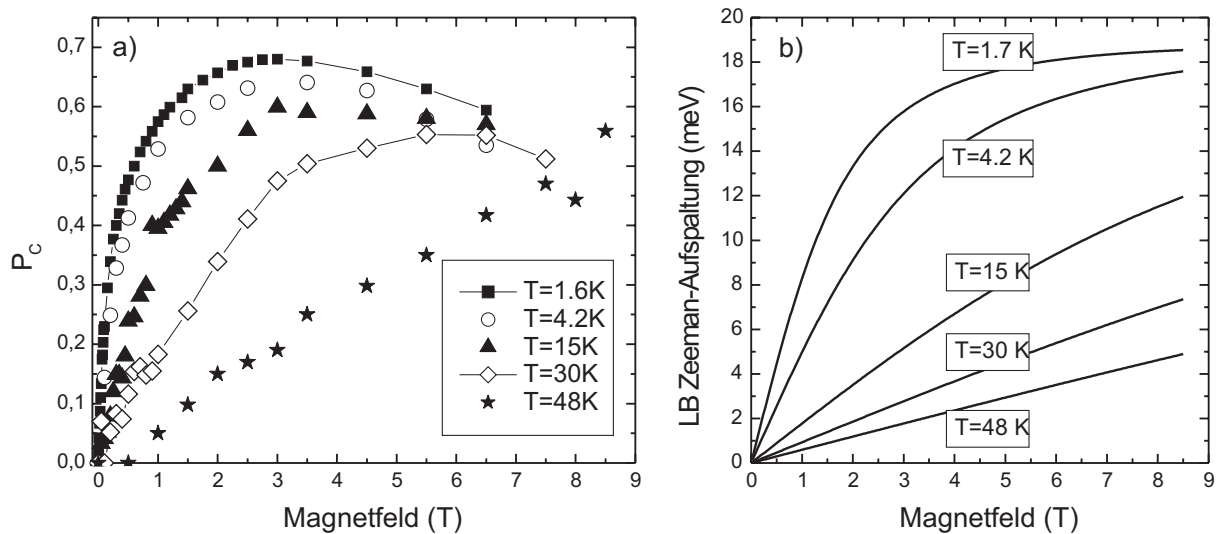 a)
0,7
0,6
0,5
0,4
0,3
0,2
0,1
0,0
P_C
0 1 2 3 4 5 6 7 8 9
Magnetfeld (T)
T=1.6K
T=4.2K
T=15K
T=30K
T=48K
b)
20
18
16
14
12
10
8
6
4
2
0
LB Zeeman-Aufspaltung (meV)
0 1 2 3 4 5 6 7 8 9
Magnetfeld (T)
T=1.7 K
T=4.2 K
T=15 K
T=30 K
T=48 K